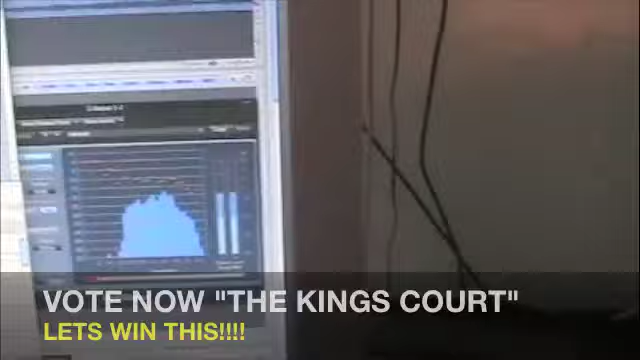 VOTE NOW "THE KINGS COURT"
LETS WIN THIS!!!!